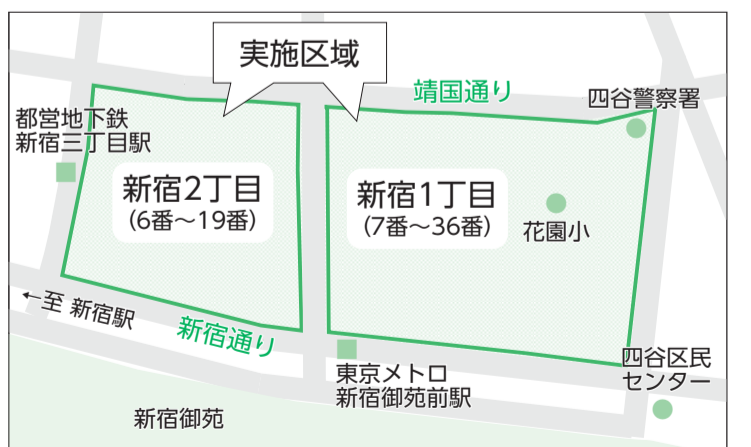 実施区域
靖国通り
四谷警察署
都営地下鉄
新宿三丁目駅
新宿2丁目
(6番〜19番)
新宿1丁目
(7番〜36番)
花園小
←至 新宿駅
新宿通り
東京メトロ
新宿御苑前駅
四谷区民
センター
新宿御苑